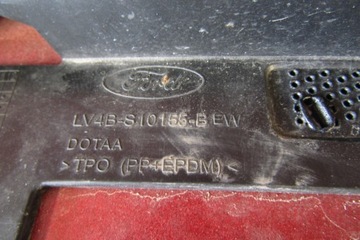 Ford
LV4B-S10155-B EW
DOTAA
>TPO (PP+EPDM)<